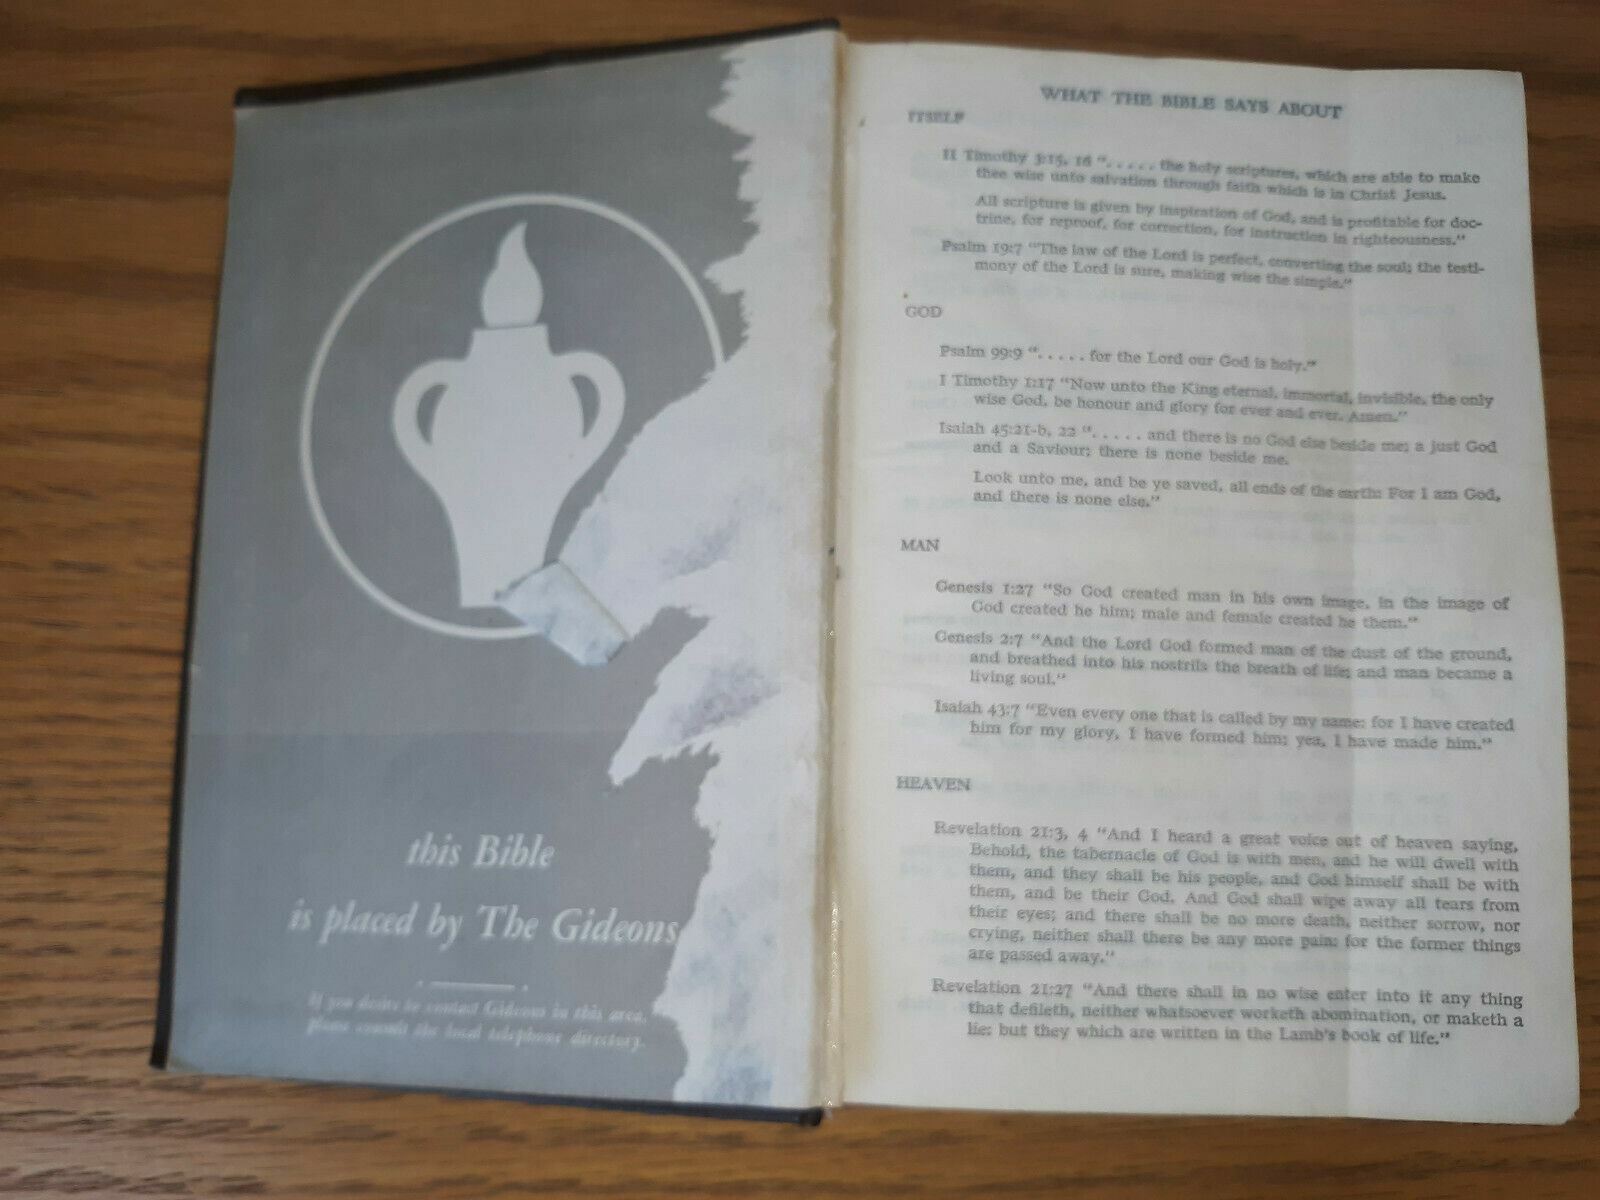 this Bible
is placed by The Gideons
If you desire to contact Gideons in this area,
please consult the local telephone directory.
WHAT THE BIBLE SAYS ABOUT
ITSELF
II Timothy 3:15, 16 “. . . . . the holy scriptures, which are able to make
thee wise unto salvation through faith which is in Christ Jesus.
All scripture is given by inspiration of God, and is profitable for doc-
trine, for reproof, for correction, for instruction in righteousness.”
Psalm 19:7 “The law of the Lord is perfect, converting the soul; the testi-
mony of the Lord is sure, making wise the simple.”
GOD
Psalm 99:9 “. . . . . for the Lord our God is holy.”
I Timothy 1:17 “Now unto the King eternal, immortal, invisible, the only
wise God, be honour and glory for ever and ever. Amen.”
Isaiah 45:21-b, 22 “. . . . . and there is no God else beside me; a just God
and a Saviour; there is none beside me.
Look unto me, and be ye saved, all ends of the earth: For I am God,
and there is none else.”
MAN
Genesis 1:27 “So God created man in his own image, in the image of
God created he him; male and female created he them.”
Genesis 2:7 “And the Lord God formed man of the dust of the ground,
and breathed into his nostrils the breath of life; and man became a
living soul.”
Isaiah 43:7 “Even every one that is called by my name: for I have created
him for my glory, I have formed him; yea, I have made him.”
HEAVEN
Revelation 21:3, 4 “And I heard a great voice out of heaven saying,
Behold, the tabernacle of God is with men, and he will dwell with
them, and they shall be his people, and God himself shall be with
them, and be their God. And God shall wipe away all tears from
their eyes; and there shall be no more death, neither sorrow, nor
crying, neither shall there be any more pain: for the former things
are passed away.”
Revelation 21:27 “And there shall in no wise enter into it any thing
that defileth, neither whatsoever worketh abomination, or maketh a
lie: but they which are written in the Lamb's book of life.”